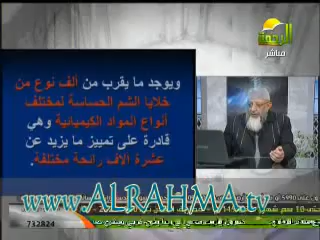 الرحمة
مباشر
ويوجد ما يقرب من ألف نوع من
خلايا الشم الحساسة لمختلف
أنواع المواد الكيميائية وهي
قادرة على تمييز ما يزيد عن
عشرة آلاف رائحة مختلفة.
www.ALRAHMA.tv
712824